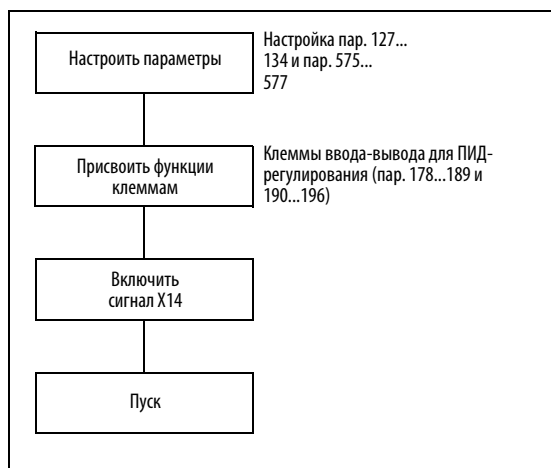 Настроить параметры
Настройка пар. 127...
134 и пар. 575...
577
Присвоить функции
клеммам
Клеммы ввода-вывода для ПИД-
регулирования (пар. 178...189 и
190...196)
Включить
сигнал X14
Пуск